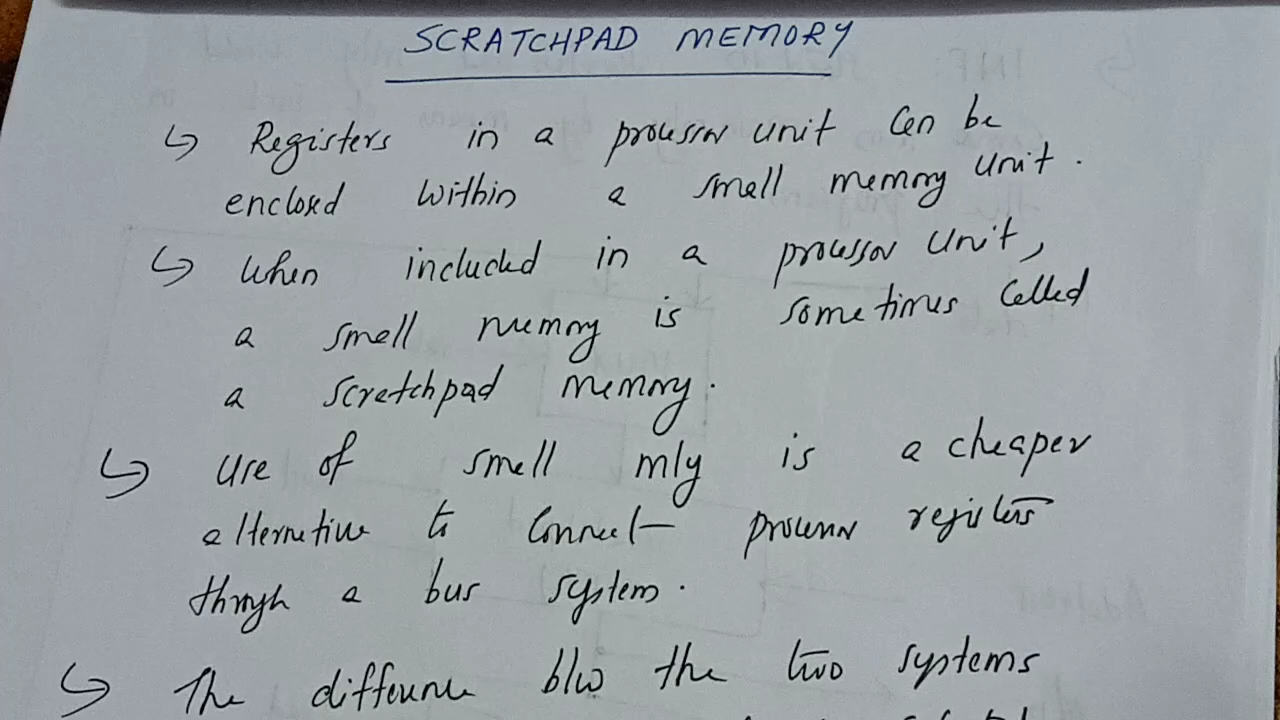 SCRATCHPAD MEMORY
↳ Registers in a processor unit can be
enclosed within a small memory unit.
↳ When included in a processor unit,
a small memory is sometimes called
a scratchpad memory.
↳ Use of small mly is a cheaper
alternative to connect processor registers
through a bus system.
↳ The difference b/w the two systems